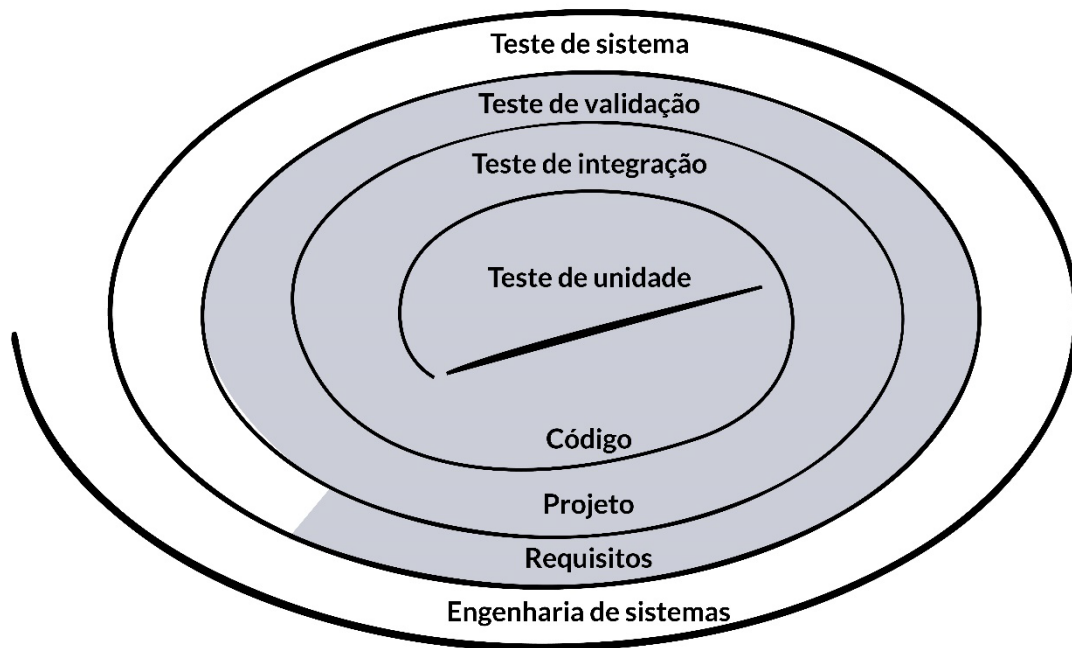 Teste de sistema
Teste de validação
Teste de integração
Teste de unidade
Código
Projeto
Requisitos
Engenharia de sistemas